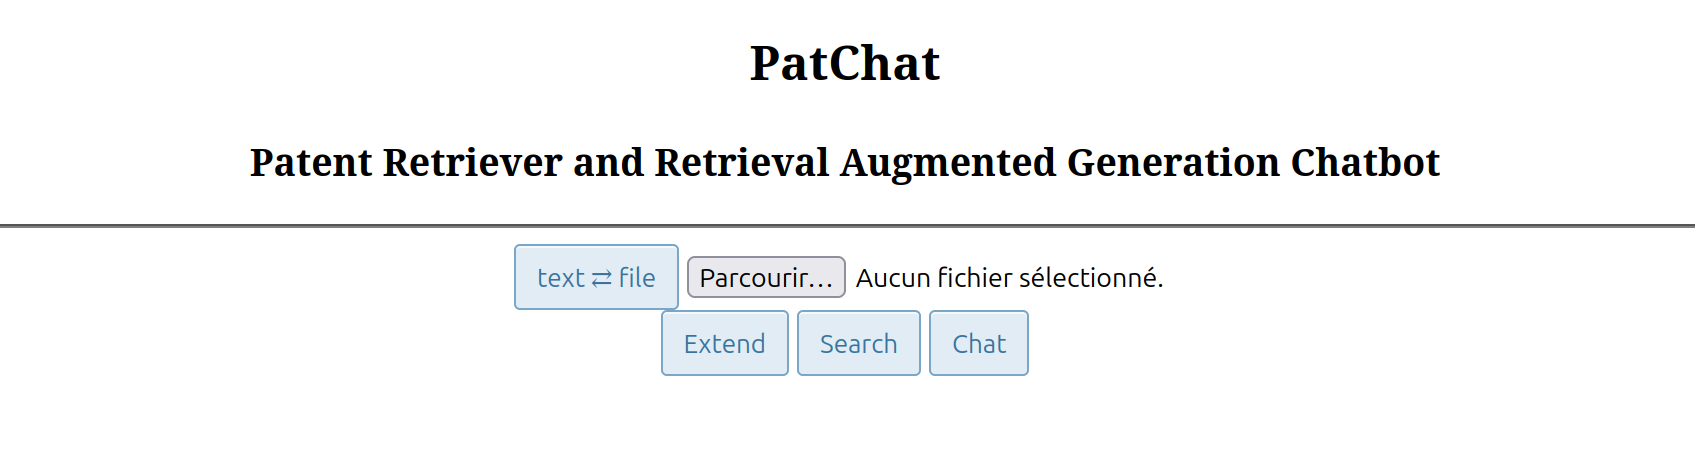 PatChat
Patent Retriever and Retrieval Augmented Generation Chatbot
text ⇄ file Parcourir... Aucun fichier sélectionné.
Extend Search Chat